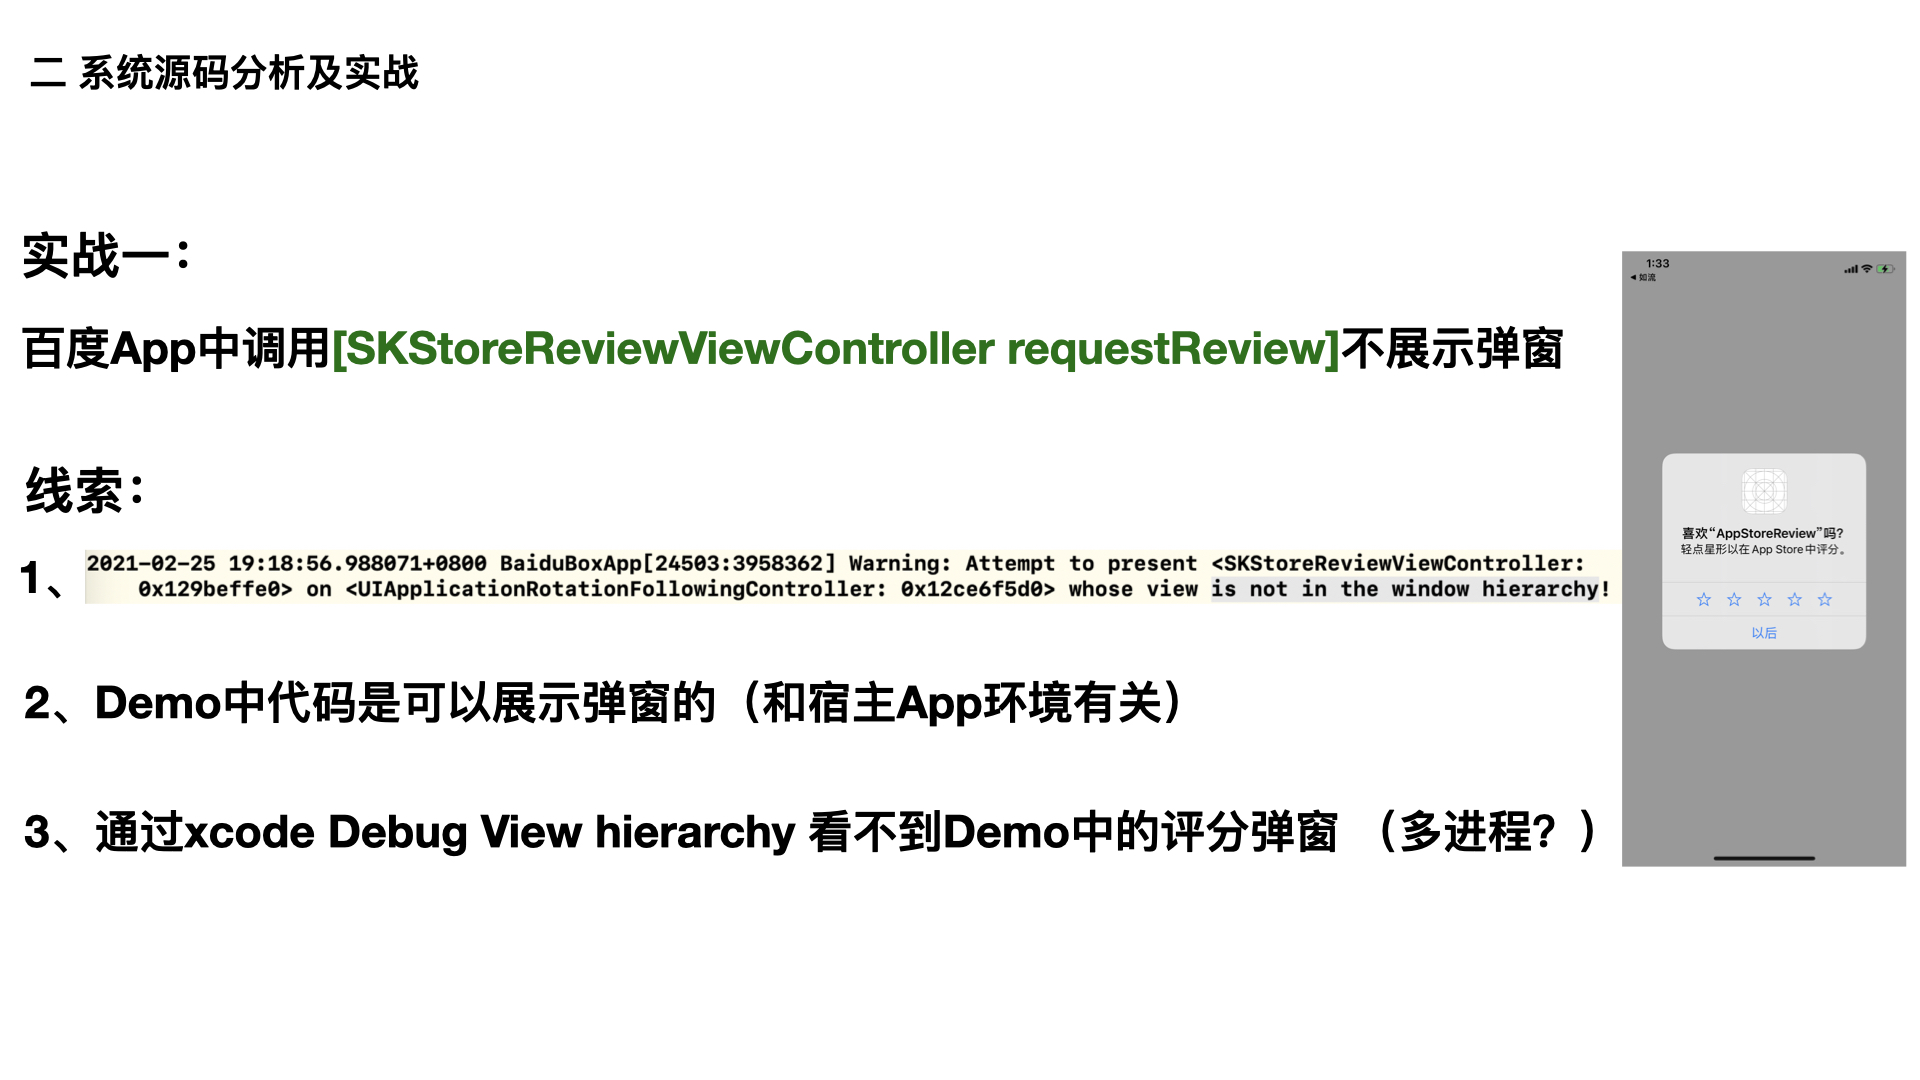 二 系统源码分析及实战
实战一：
百度App中调用[SKStoreReviewViewController requestReview]不展示弹窗
线索：
1、
2021-02-25 19:18:56.988071+0800 BaiduBoxApp[24503:3958362] Warning: Attempt to present <SKStoreReviewViewController:
0x129beffe0> on <UIApplicationRotationFollowingController: 0x12ce6f5d0> whose view is not in the window hierarchy!
2、Demo中代码是可以展示弹窗的（和宿主App环境有关）
3、通过xcode Debug View hierarchy 看不到Demo中的评分弹窗 （多进程？）
1:33
◀ 如流
喜欢“AppStoreReview”吗?
轻点星形以在 App Store 中评分。
以后